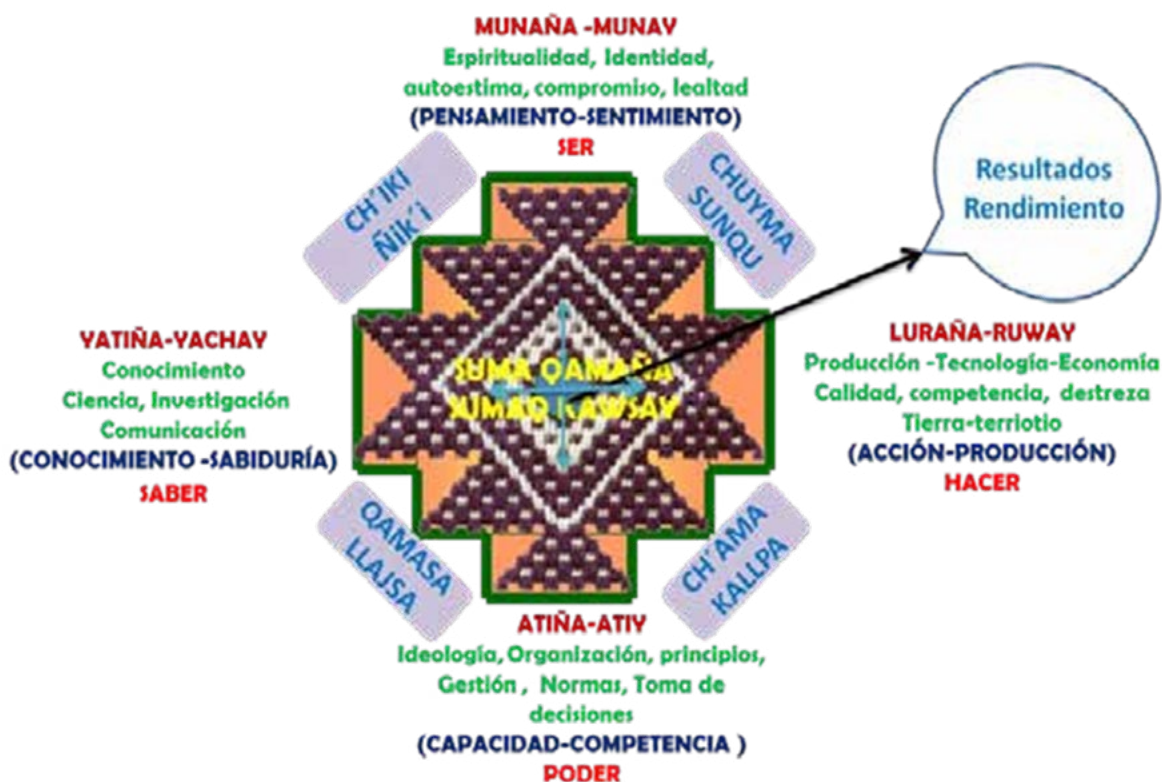 MUNAÑA -MUNAY
Espiritualidad, Identidad,
autoestima, compromiso, lealtad
(PENSAMIENTO-SENTIMIENTO)
SER
CH´IKI
Ñik´i
CHUYMA
SUNQU
Resultados
Rendimiento
YATIÑA-YACHAY
Conocimiento
Ciencia, Investigación
Comunicación
(CONOCIMIENTO -SABIDURÍA)
SABER
SUMA QAMAÑA
SUMAQ KAWSAY
LURAÑA-RUWAY
Producción -Tecnología-Economía
Calidad, competencia, destreza
Tierra-territotio
(ACCIÓN-PRODUCCIÓN)
HACER
QAMASA
LLAJSA
CH´AMA
KALLPA
ATIÑA-ATIY
Ideología, Organización, principios,
Gestión , Normas, Toma de
decisiones
(CAPACIDAD-COMPETENCIA )
PODER